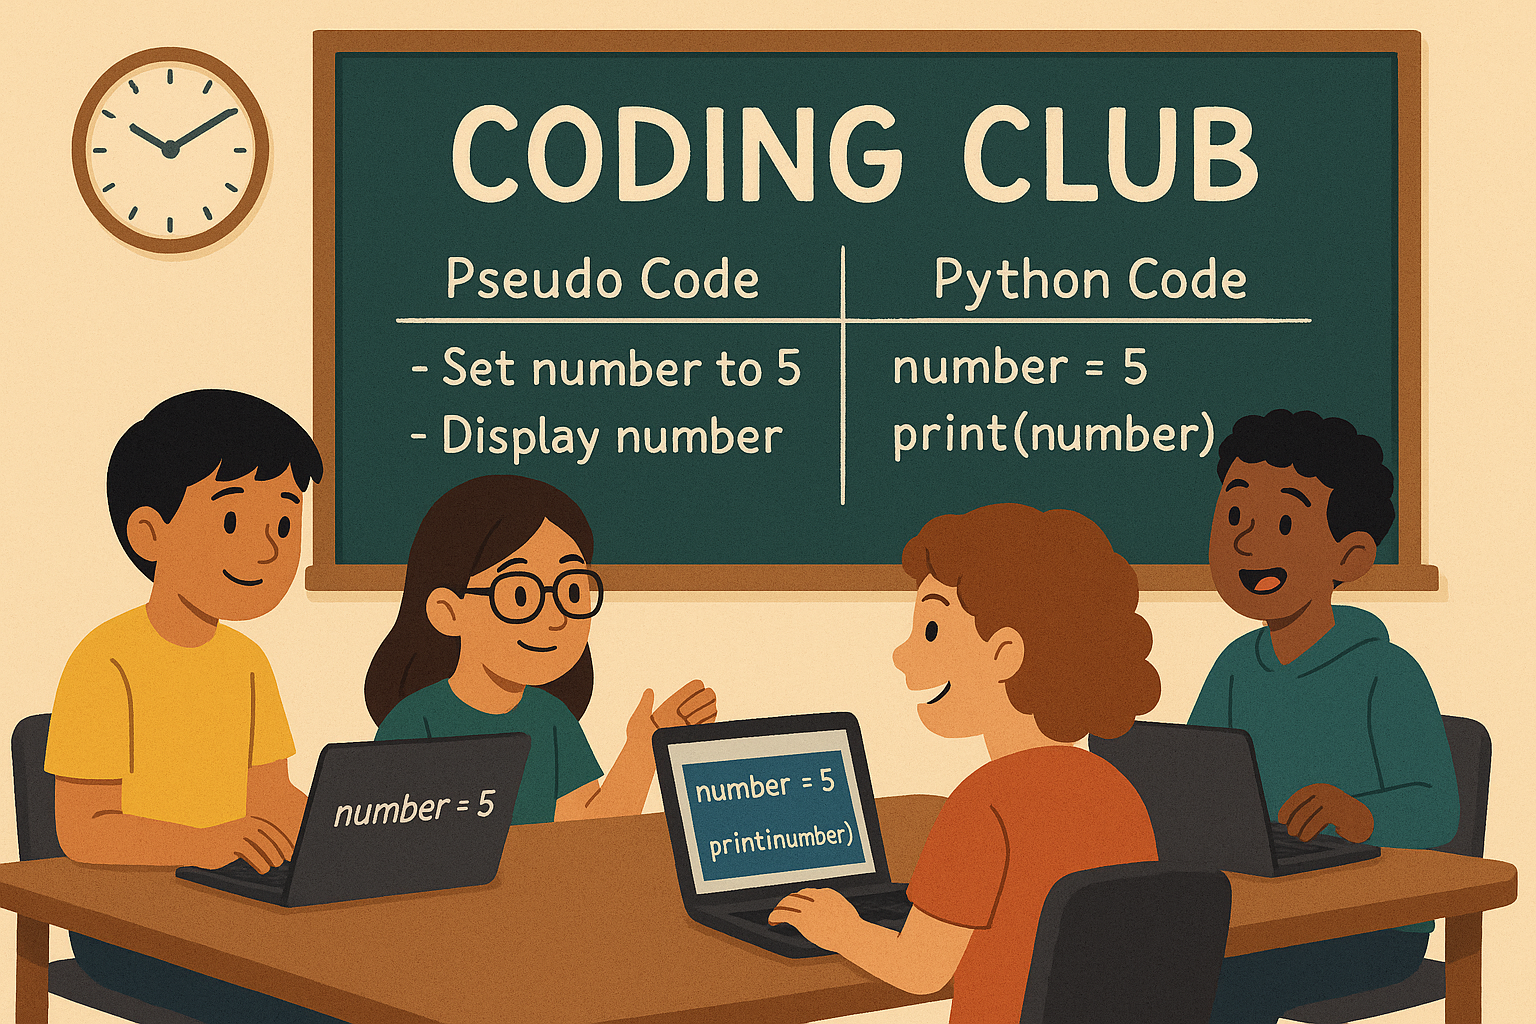 CODING CLUB
Pseudo Code
Python Code
- Set number to 5
- Display number
number = 5
print(number)
number = 5
number = 5
printinumber)